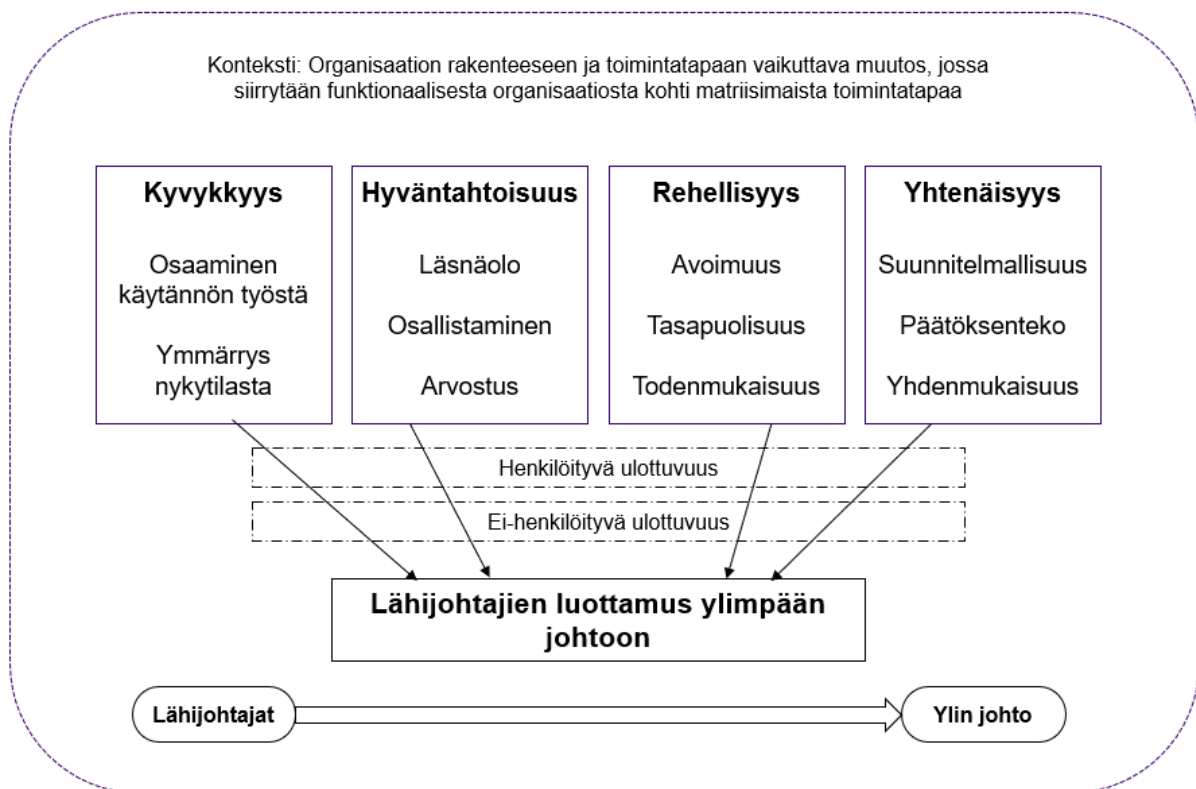 Konteksti: Organisaation rakenteeseen ja toimintatapaan vaikuttava muutos, jossa
siirrytään funktionaalisesta organisaatiosta kohti matriisimaista toimintatapaa
Kyvykkyys
Osaaminen
käytännön työstä
Ymmärrys
nykytilasta
Hyväntahtoisuus
Läsnäolo
Osallistaminen
Arvostus
Rehellisyys
Avoimuus
Tasapuolisuus
Todenmukaisuus
Yhtenäisyys
Suunnitelmallisuus
Päätöksenteko
Yhdenmukaisuus
Henkilöityvä ulottuvuus
Ei-henkilöityvä ulottuvuus
Lähijohtajien luottamus ylimpään
johtoon
Lähijohtajat
Ylin johto